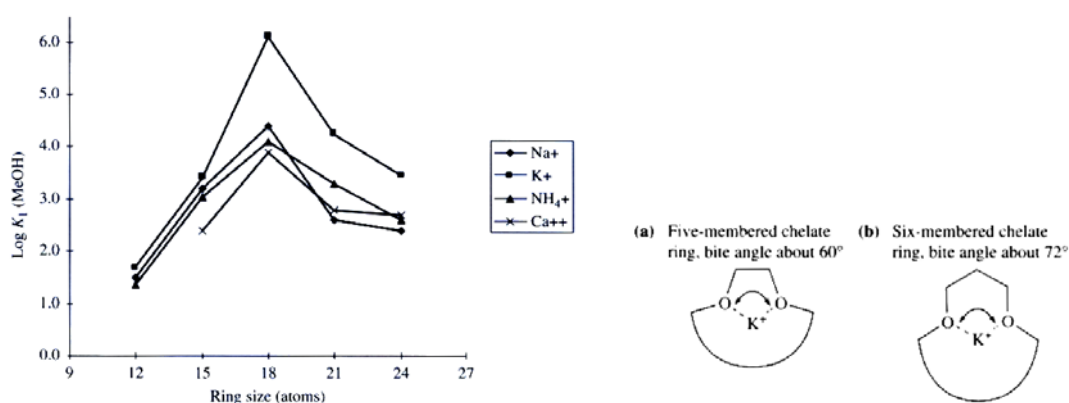 6.0
5.0
4.0
3.0
2.0
1.0
0.0
Log K₁ (MeOH)
9 12 15 18 21 24 27
Ring size (atoms)
Na+
K+
NH₄+
Ca++
(a) Five-membered chelate
ring, bite angle about 60°
O O
K⁺
(b) Six-membered chelate
ring, bite angle about 72°
O O
K⁺